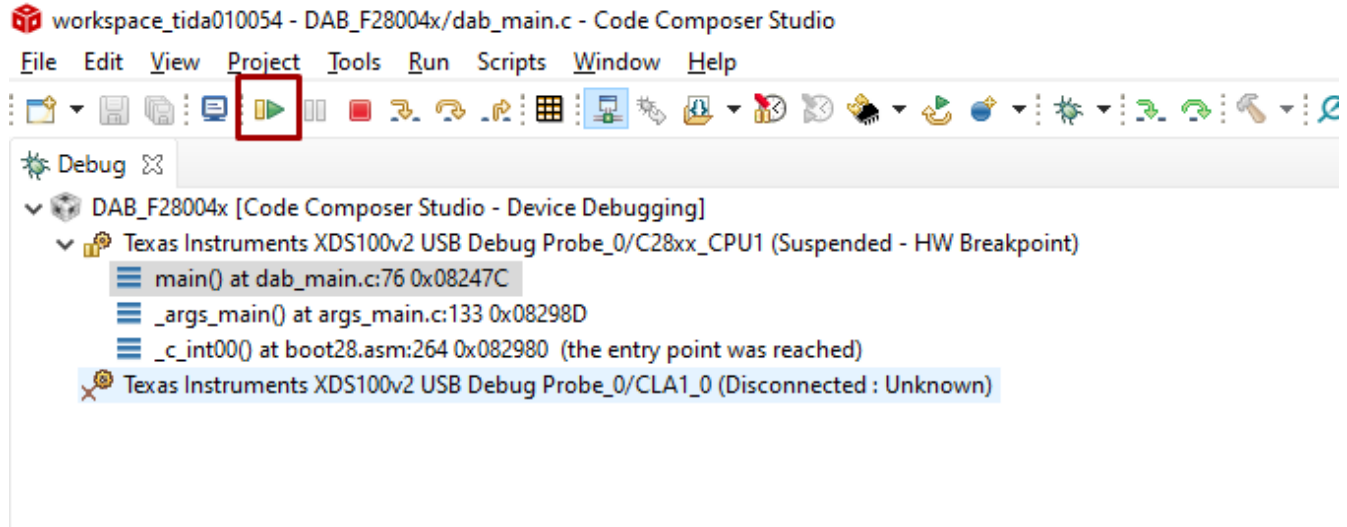 workspace_tida010054 - DAB_F28004x/dab_main.c - Code Composer Studio
File Edit View Project Tools Run Scripts Window Help
Debug
DAB_F28004x [Code Composer Studio - Device Debugging]
Texas Instruments XDS100v2 USB Debug Probe_0/C28xx_CPU1 (Suspended - HW Breakpoint)
main() at dab_main.c:76 0x08247C
_args_main() at args_main.c:133 0x08298D
_c_int00() at boot28.asm:264 0x082980 (the entry point was reached)
Texas Instruments XDS100v2 USB Debug Probe_0/CLA1_0 (Disconnected : Unknown)